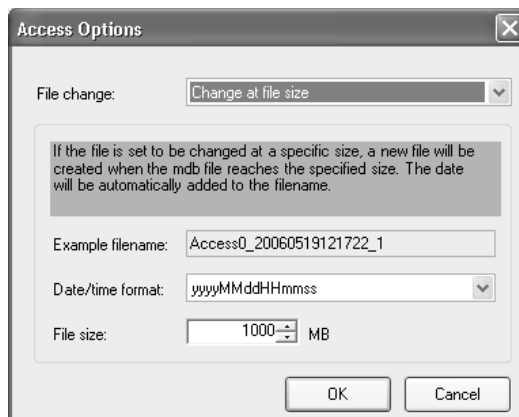 Access Options
File change: Change at file size
If the file is set to be changed at a specific size, a new file will be
created when the mdb file reaches the specified size. The date
will be automatically added to the filename.
Example filename: Access0_20060519121722_1
Date/time format: yyyyMMddHHmmss
File size: 1000 MB
OK Cancel